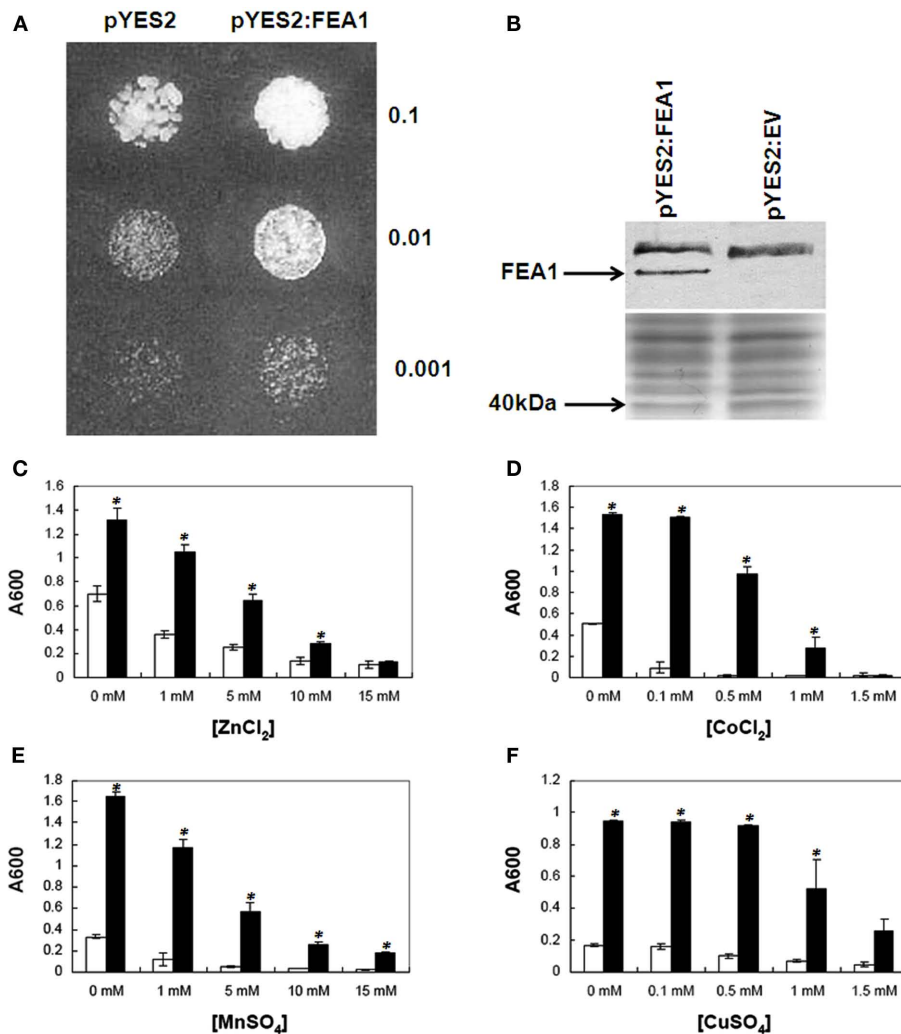 A
pYES2 pYES2:FEA1
0.1
0.01
0.001
B
pYES2:FEA1
pYES2:EV
FEA1
40kDa
C
1.6
1.4
1.2
1
0.8
0.6
0.4
0.2
0
A600
* * * *
0 mM 1 mM 5 mM 10 mM 15 mM
[ZnCl₂]
D
1.8
1.6
1.4
1.2
1
0.8
0.6
0.4
0.2
0
A600
* * * *
0 mM 0.1 mM 0.5 mM 1 mM 1.5 mM
[CoCl₂]
E
1.8
1.6
1.4
1.2
1
0.8
0.6
0.4
0.2
0
A600
* * * * *
0 mM 1 mM 5 mM 10 mM 15 mM
[MnSO₄]
F
1.2
1
0.8
0.6
0.4
0.2
0
A600
* * * *
0 mM 0.1 mM 0.5 mM 1 mM 1.5 mM
[CuSO₄]